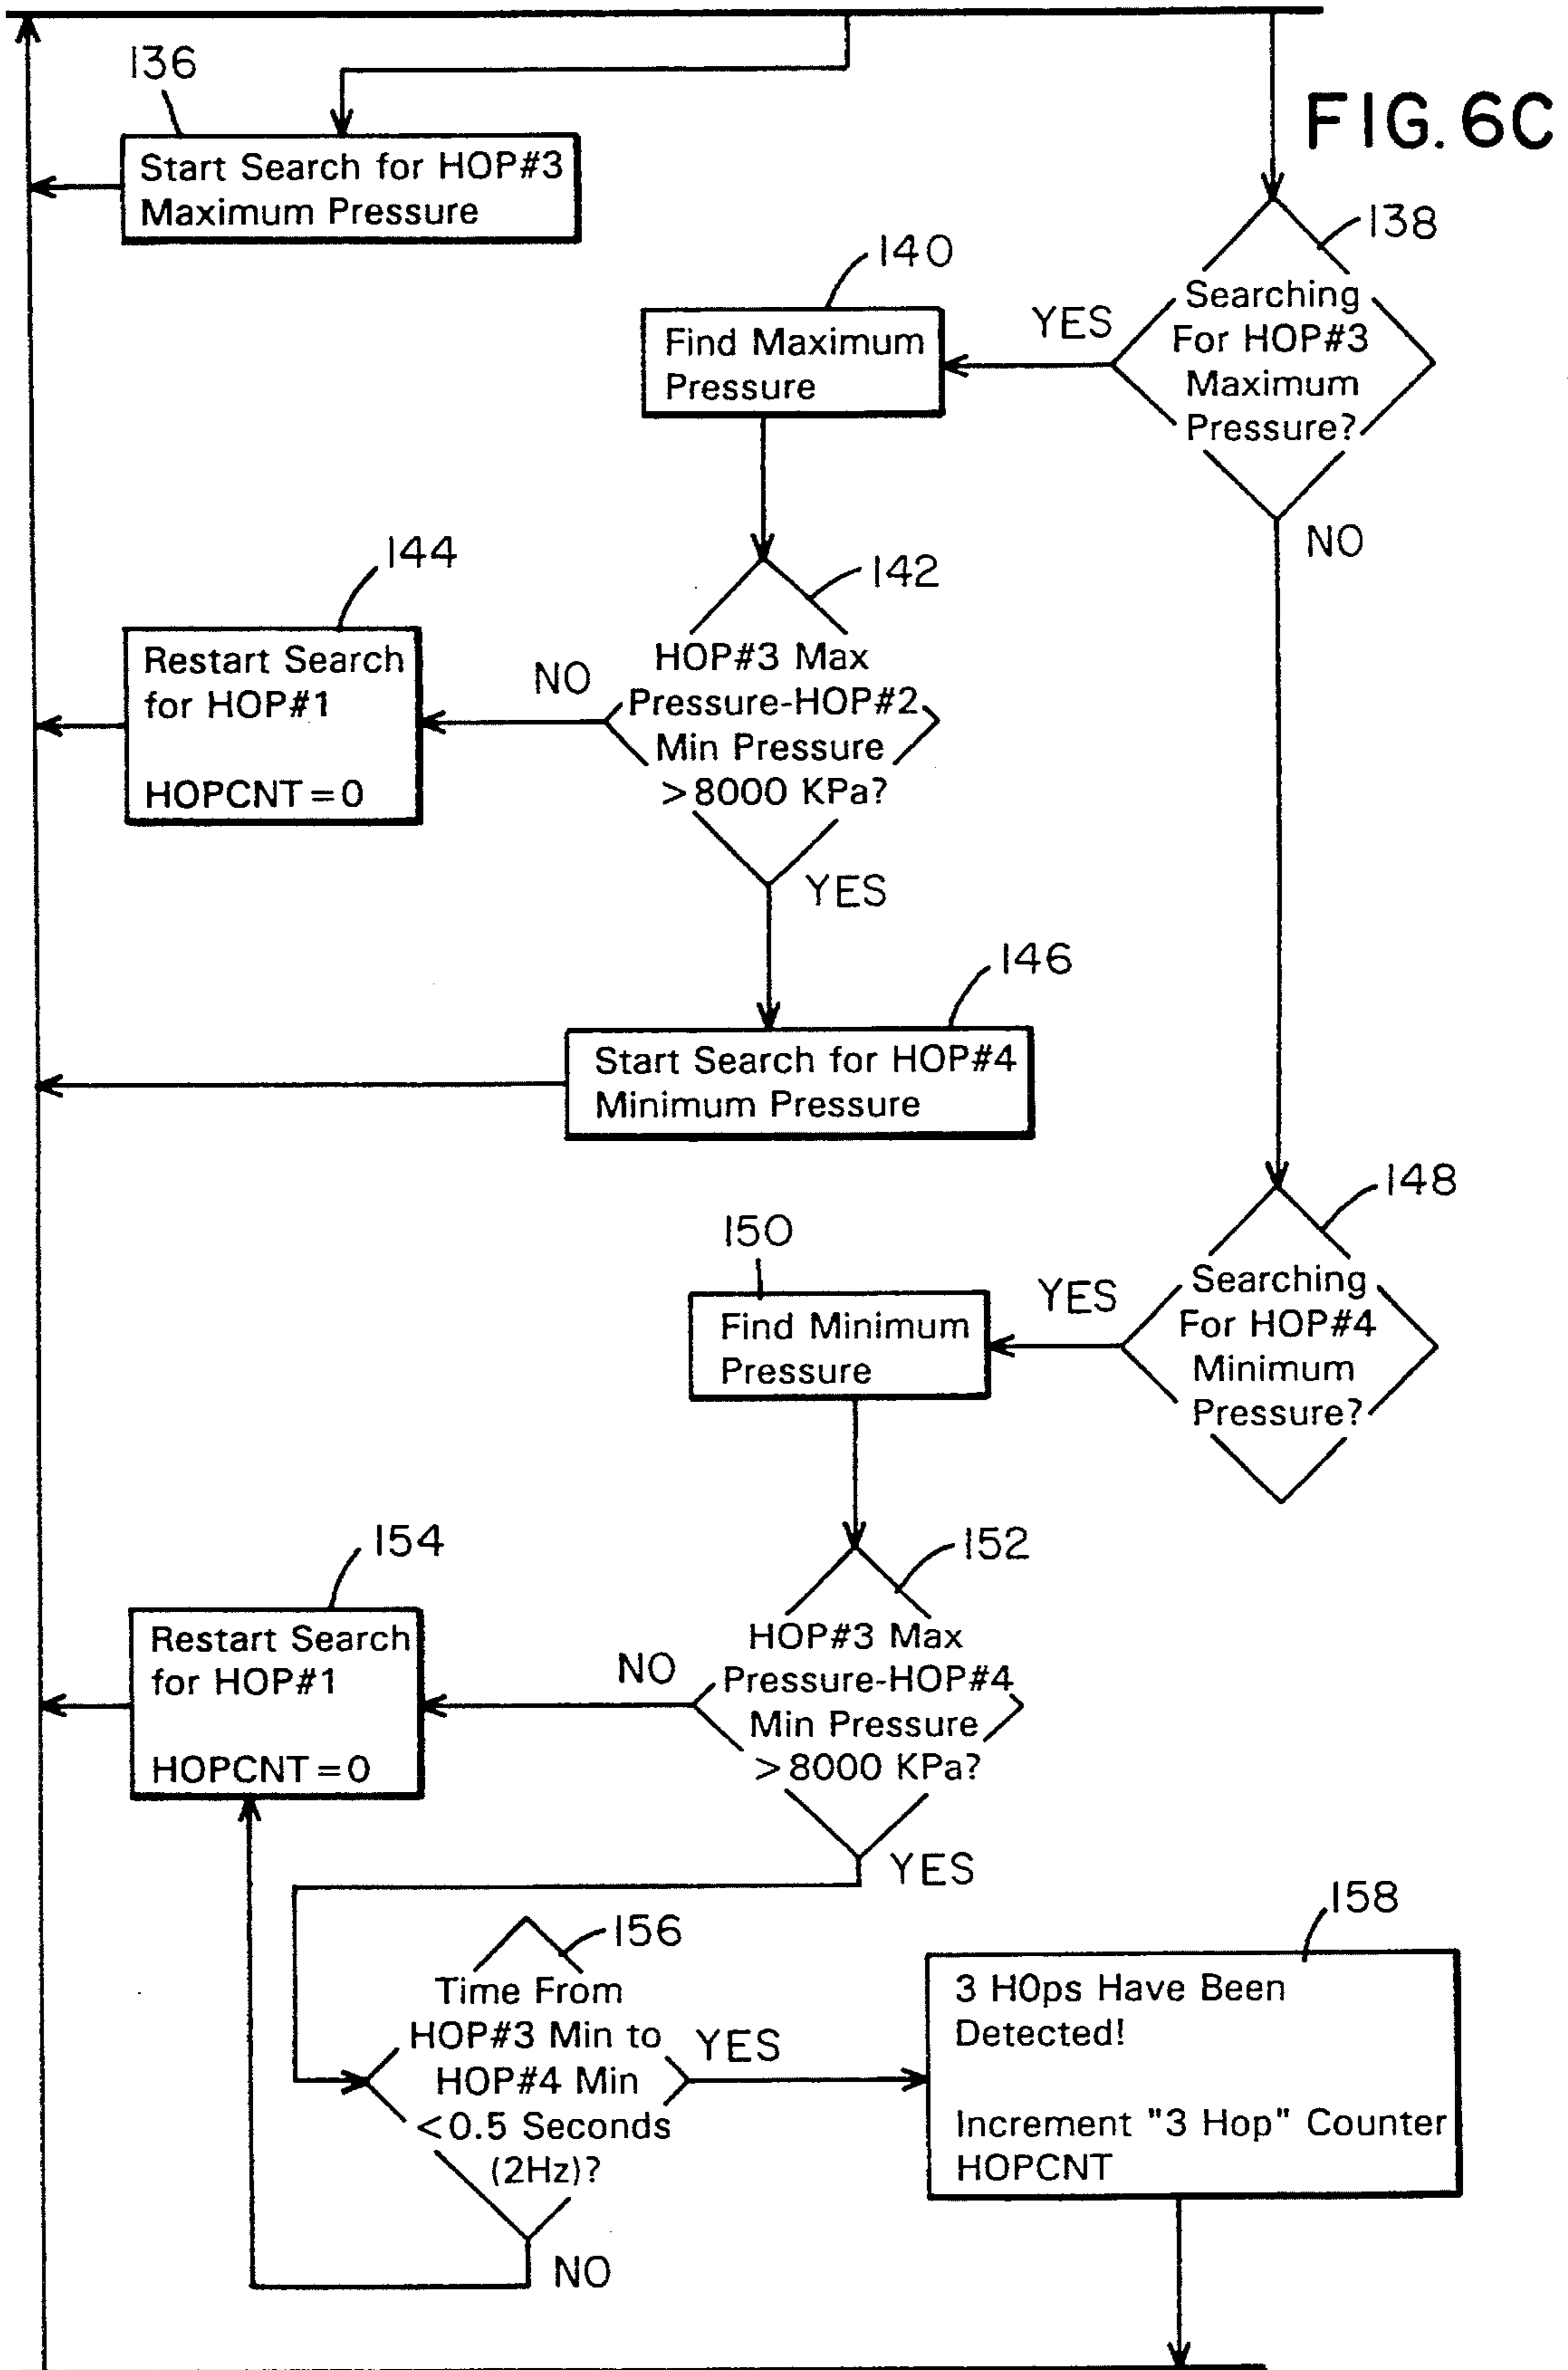 FIG. 6C
136
Start Search for HOP#3
Maximum Pressure
138
Searching
For HOP#3
Maximum
Pressure?
YES
NO
140
Find Maximum
Pressure
142
HOP#3 Max
Pressure-HOP#2
Min Pressure
>8000 KPa?
NO
YES
144
Restart Search
for HOP#1
HOPCNT=0
146
Start Search for HOP#4
Minimum Pressure
148
Searching
For HOP#4
Minimum
Pressure?
YES
150
Find Minimum
Pressure
152
HOP#3 Max
Pressure-HOP#4
Min Pressure
>8000 KPa?
NO
YES
154
Restart Search
for HOP#1
HOPCNT=0
156
Time From
HOP#3 Min to
HOP#4 Min
<0.5 Seconds
(2Hz)?
YES
NO
158
3 HOps Have Been
Detected!
Increment "3 Hop" Counter
HOPCNT